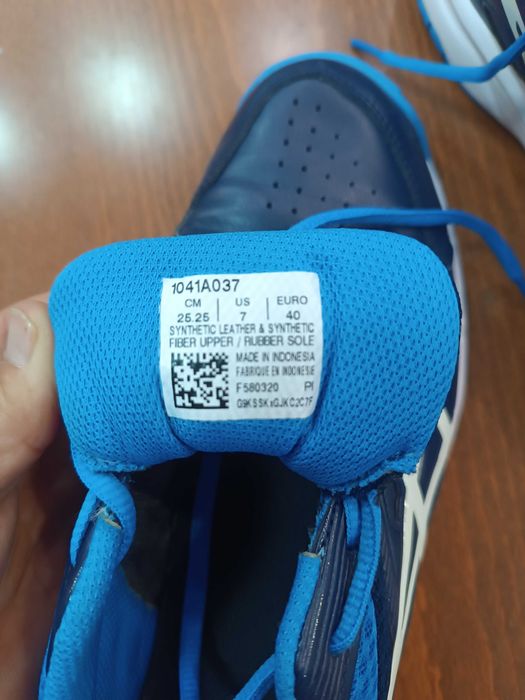 1041A037
CM US EURO
25.25 7 40
SYNTHETIC LEATHER & SYNTHETIC
FIBER UPPER / RUBBER SOLE
MADE IN INDONESIA
FABRIQUE EN INDONESIE
F580320 PI